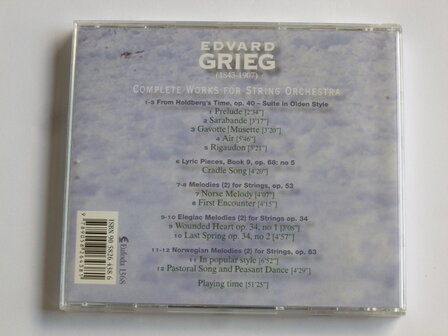 EDVARD
GRIEG
(1843-1907)
COMPLETE WORKS FOR STRING ORCHESTRA
1-5 From Holdberg's Time, op. 40 – Suite in Olden Style
1 Prelude [2'34"]
2 Sarabande [3'17"]
3 Gavotte|Musette [3'20"]
4 Air [5'46"]
5 Rigaudon [3'21"]
6 Lyric Pieces, Book 9, op. 68: no 5
Cradle Song [4'20"]
7-8 Melodies (2) for Strings, op. 53
7 Norse Melody [4'07"]
8 First Encounter [4'15"]
9-10 Elegiac Melodies (2) for Strings op. 34
9 Wounded Heart op. 34, no 1 [3'08"]
10 Last Spring op. 34, no 2 [4'57"]
11-12 Norwegian Melodies (2) for Strings, op. 63
11 In popular style [6'52"]
12 Pastoral Song and Peasant Dance [4'29"]
Playing time [51'25"]